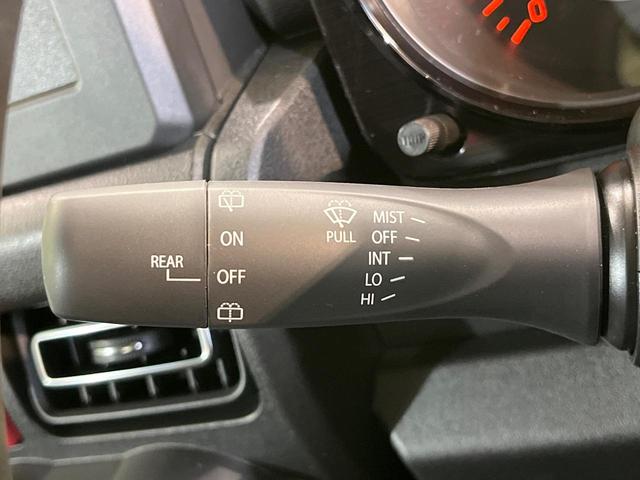 REAR
ON
OFF
PULL
MIST
OFF
INT
LO
HI